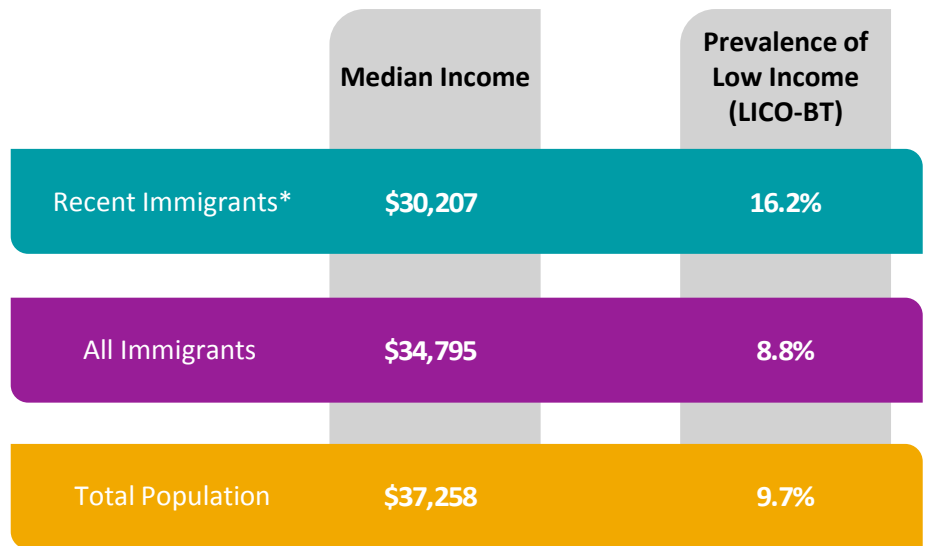 Median Income
Prevalence of
Low Income
(LICO-BT)
Recent Immigrants* $30,207 16.2%
All Immigrants $34,795 8.8%
Total Population $37,258 9.7%